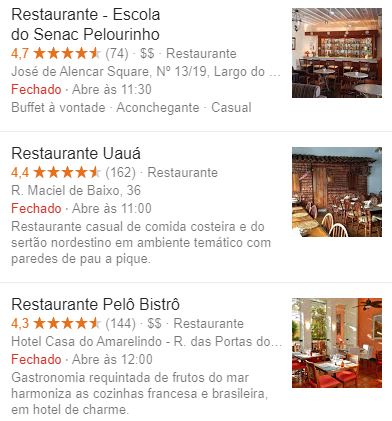 Restaurante - Escola
do Senac Pelourinho
4,7 ★★★★★ (74) · $$ · Restaurante
José de Alencar Square, Nº 13/19, Largo do ...
Fechado · Abre às 11:30
Buffet à vontade · Aconchegante · Casual
Restaurante Uauá
4,4 ★★★★★ (162) · Restaurante
R. Maciel de Baixo, 36
Fechado · Abre às 11:00
Restaurante casual de comida costeira e do
sertão nordestino em ambiente temático com
paredes de pau a pique.
Restaurante Pelô Bistrô
4,3 ★★★★★ (144) · $$ · Restaurante
Hotel Casa do Amarelindo - R. das Portas do...
Fechado · Abre às 12:00
Gastronomia requintada de frutos do mar
harmoniza as cozinhas francesa e brasileira,
em hotel de charme.